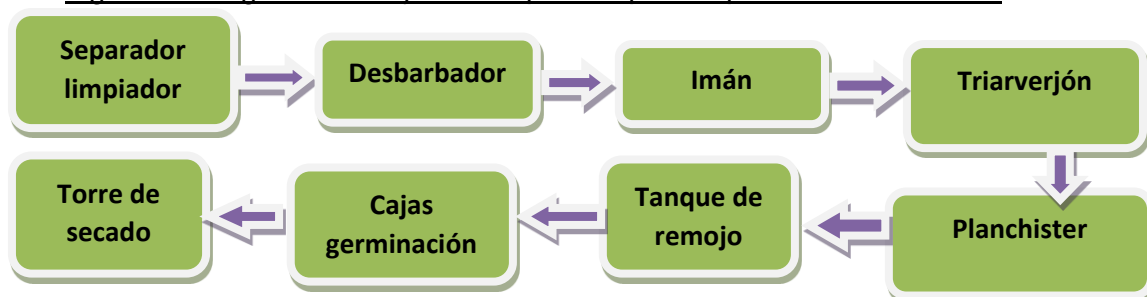 Separador
limpiador
Desbarbador
Imán
Triarverjón
Planchister
Tanque de
remojo
Cajas
germinación
Torre de
secado